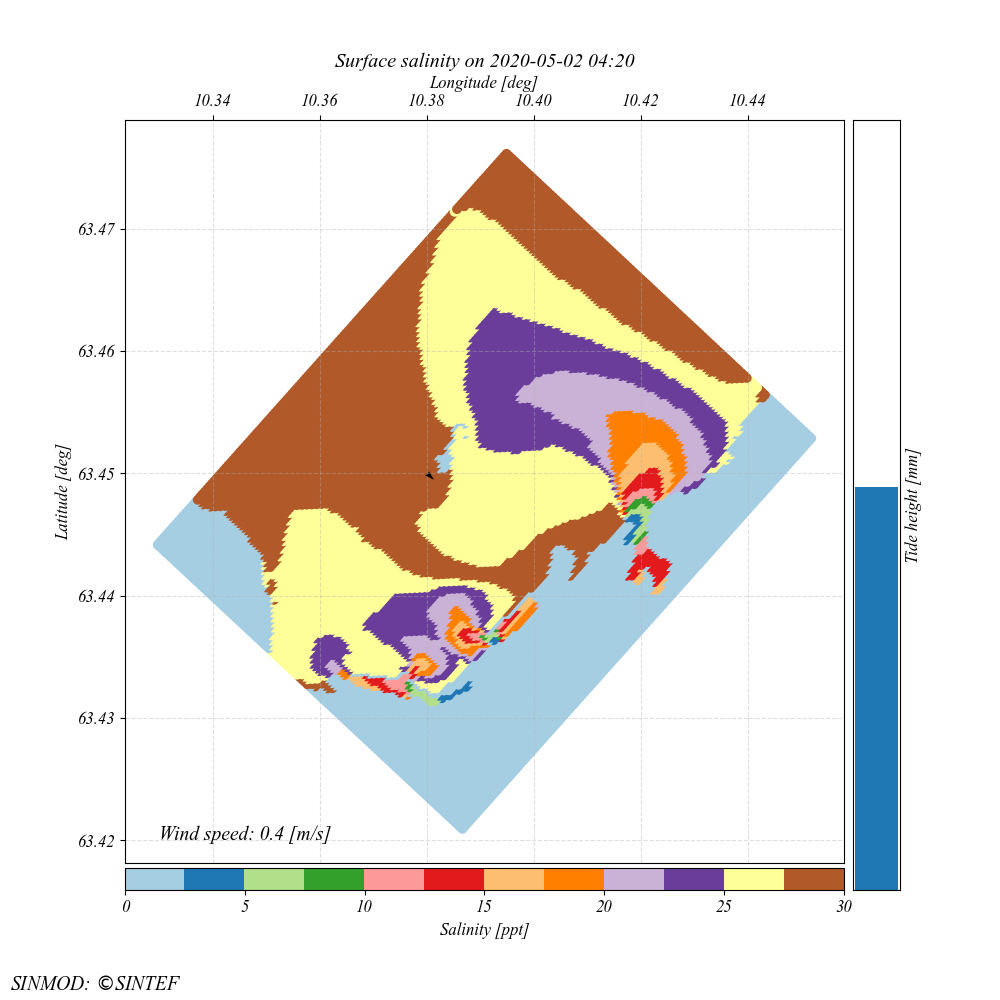 Surface salinity on 2020-05-02 04:20
Longitude [deg]
10.34 10.36 10.38 10.40 10.42 10.44
63.47
63.46
63.45
63.44
63.43
63.42
Latitude [deg]
Tide height [mm]
Wind speed: 0.4 [m/s]
0 5 10 15 20 25 30
Salinity [ppt]
SINMOD: ©SINTEF